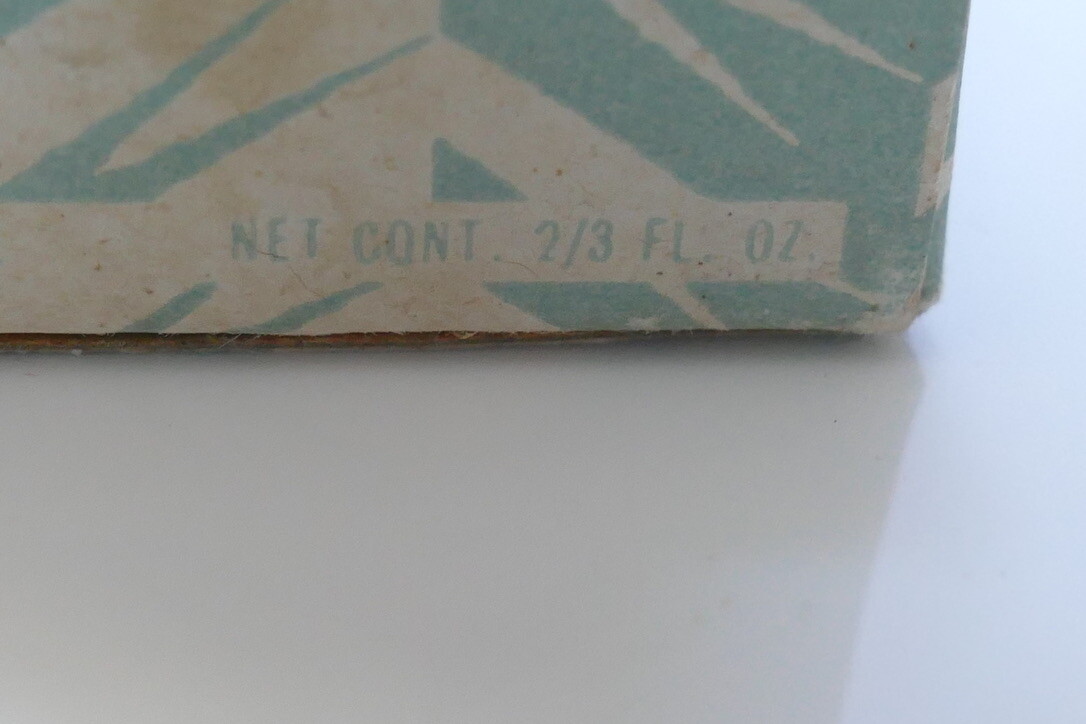 NET CONT. 2/3 FL. OZ.